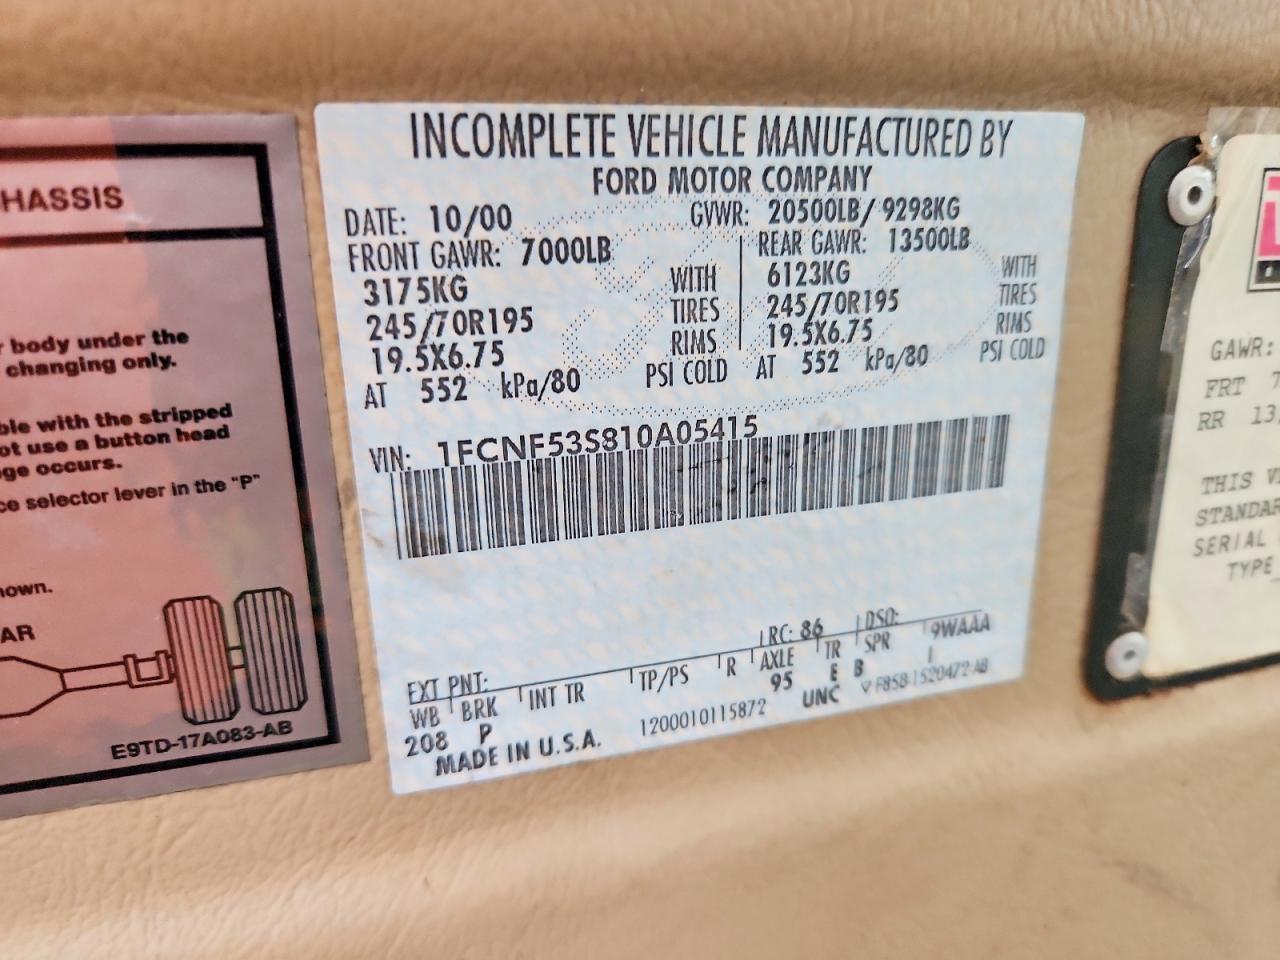 HASSIS
r body under the
changing only.
ble with the stripped
ot use a button head
ge occurs.
ce selector lever in the "P"
own.
AR
E9TD-17A083-AB
INCOMPLETE VEHICLE MANUFACTURED BY
FORD MOTOR COMPANY
DATE: 10/00 GVWR: 20500LB/ 9298KG
FRONT GAWR: 7000LB REAR GAWR: 13500LB
3175KG WITH 6123KG WITH
245/70R195 TIRES 245/70R195 TIRES
19.5X6.75 RIMS 19.5X6.75 RIMS
AT 552 kPa/80 PSI COLD AT 552 kPa/80 PSI COLD
VIN: 1FCNF53S810A05415
EXT PNT: RC: 86 DSO:
WB BRK INT TR TP/PS R AXLE TR SPR 9WAAA
208 P 95 E B
MADE IN U.S.A. 1200010115872 UNC F85B-1520472-AB
GAWR:
FRT 7
RR 13,
THIS V
STANDAR
SERIAL
TYPE